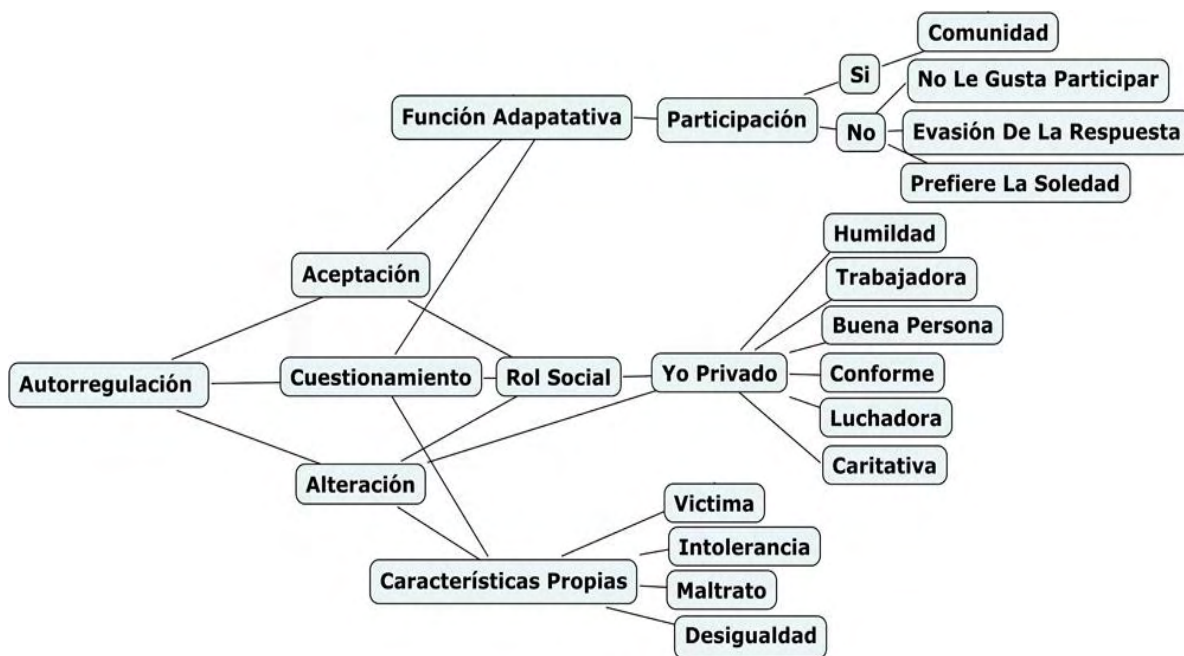 Comunidad
Si
No Le Gusta Participar
Función Adapatativa
Participación
No
Evasión De La Respuesta
Prefiere La Soledad
Humildad
Aceptación
Trabajadora
Buena Persona
Autorregulación
Cuestionamiento
Rol Social
Yo Privado
Conforme
Luchadora
Caritativa
Alteración
Victima
Intolerancia
Características Propias
Maltrato
Desigualdad